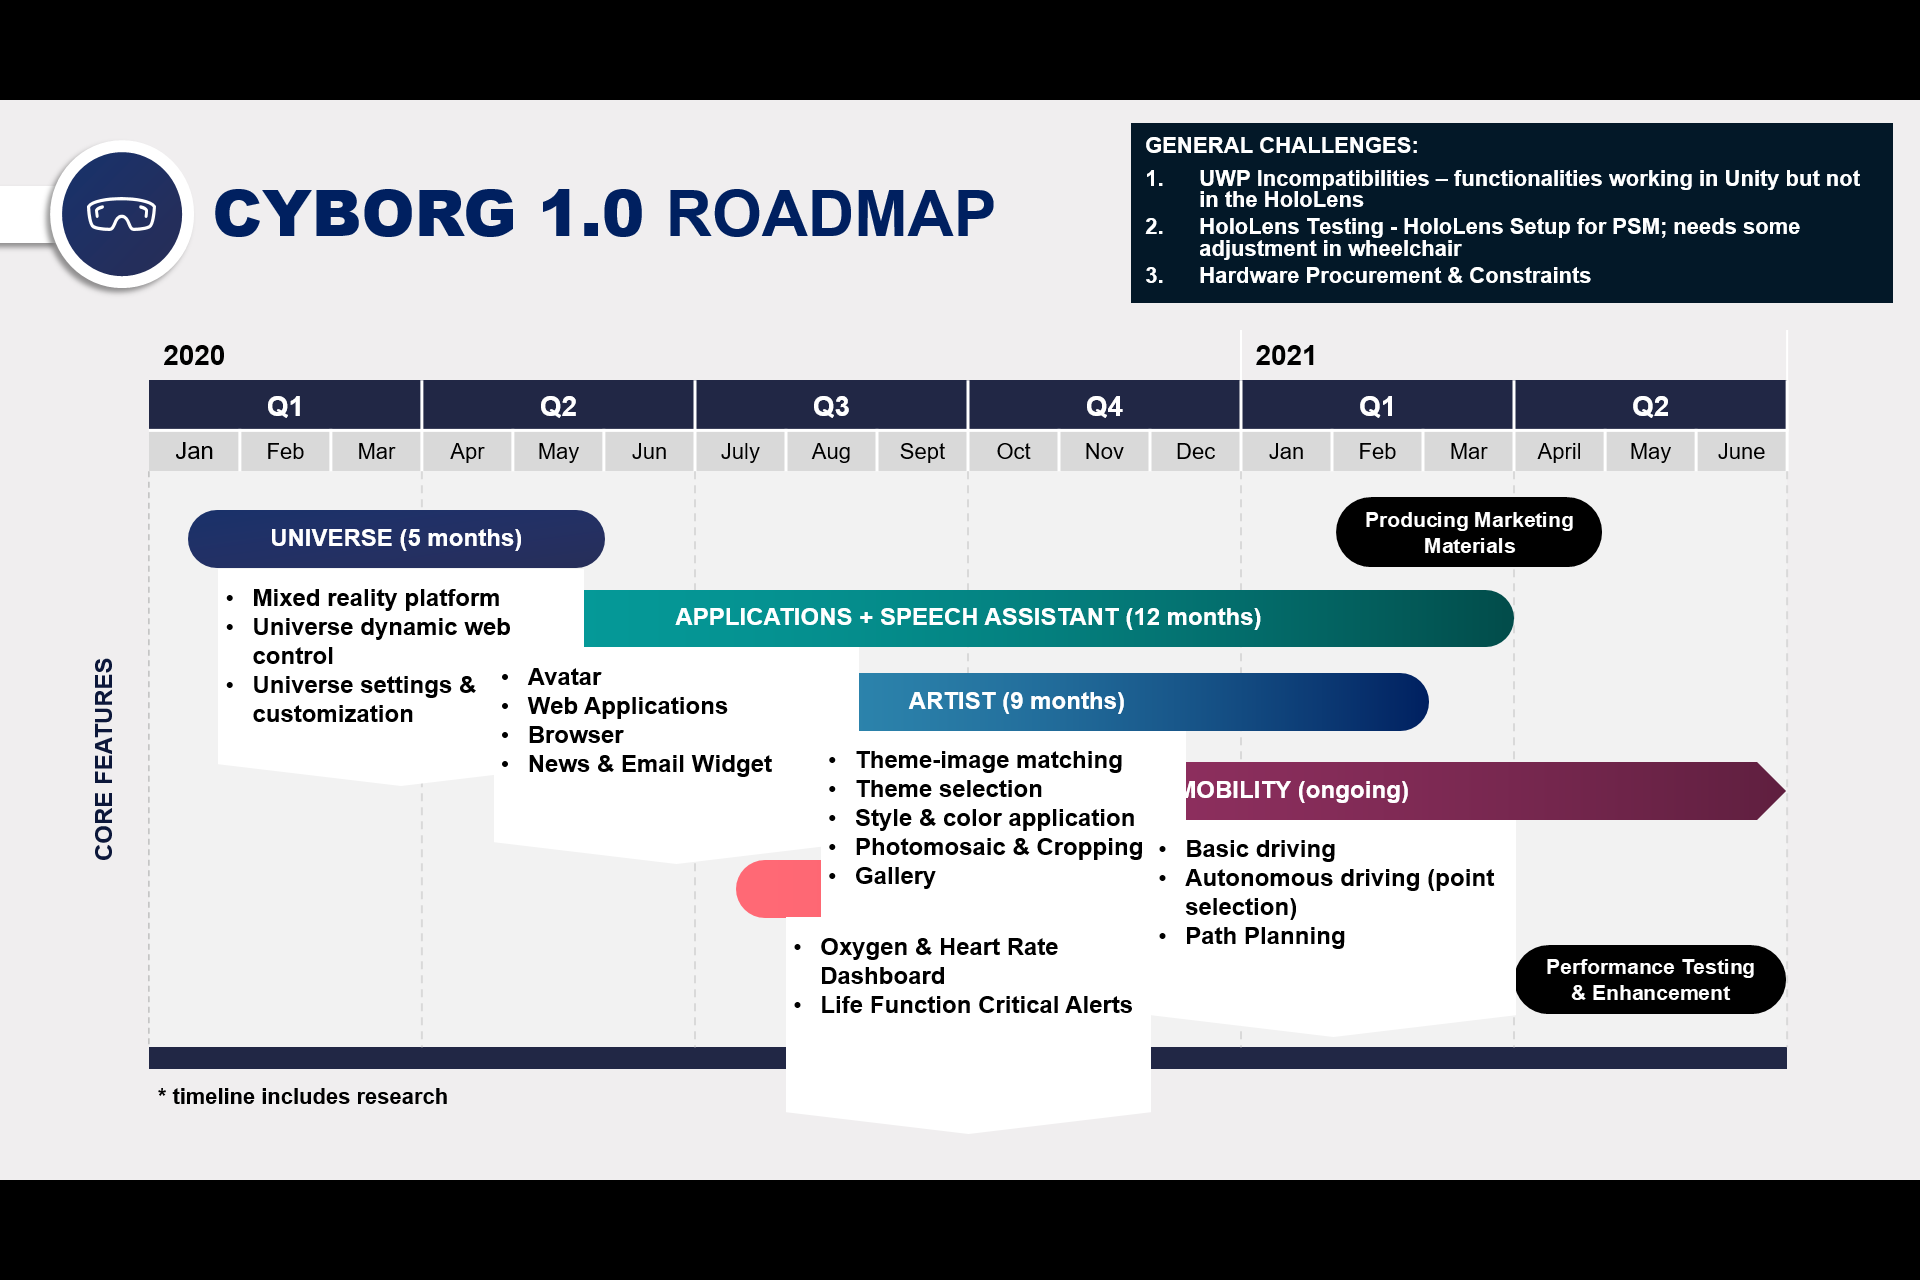 CYBORG 1.0 ROADMAP
GENERAL CHALLENGES:
1. UWP Incompatibilities – functionalities working in Unity but not
in the HoloLens
2. HoloLens Testing - HoloLens Setup for PSM; needs some
adjustment in wheelchair
3. Hardware Procurement & Constraints
2020
2021
Q1 Q2 Q3 Q4 Q1 Q2
Jan Feb Mar Apr May Jun July Aug Sept Oct Nov Dec Jan Feb Mar April May June
CORE FEATURES
UNIVERSE (5 months)
• Mixed reality platform
• Universe dynamic web
control
• Universe settings &
customization
Producing Marketing
Materials
APPLICATIONS + SPEECH ASSISTANT (12 months)
• Avatar
• Web Applications
• Browser
• News & Email Widget
ARTIST (9 months)
• Theme-image matching
• Theme selection
• Style & color application
• Photomosaic & Cropping
• Gallery
MOBILITY (ongoing)
• Basic driving
• Autonomous driving (point
selection)
• Path Planning
• Oxygen & Heart Rate
Dashboard
• Life Function Critical Alerts
Performance Testing
& Enhancement
* timeline includes research